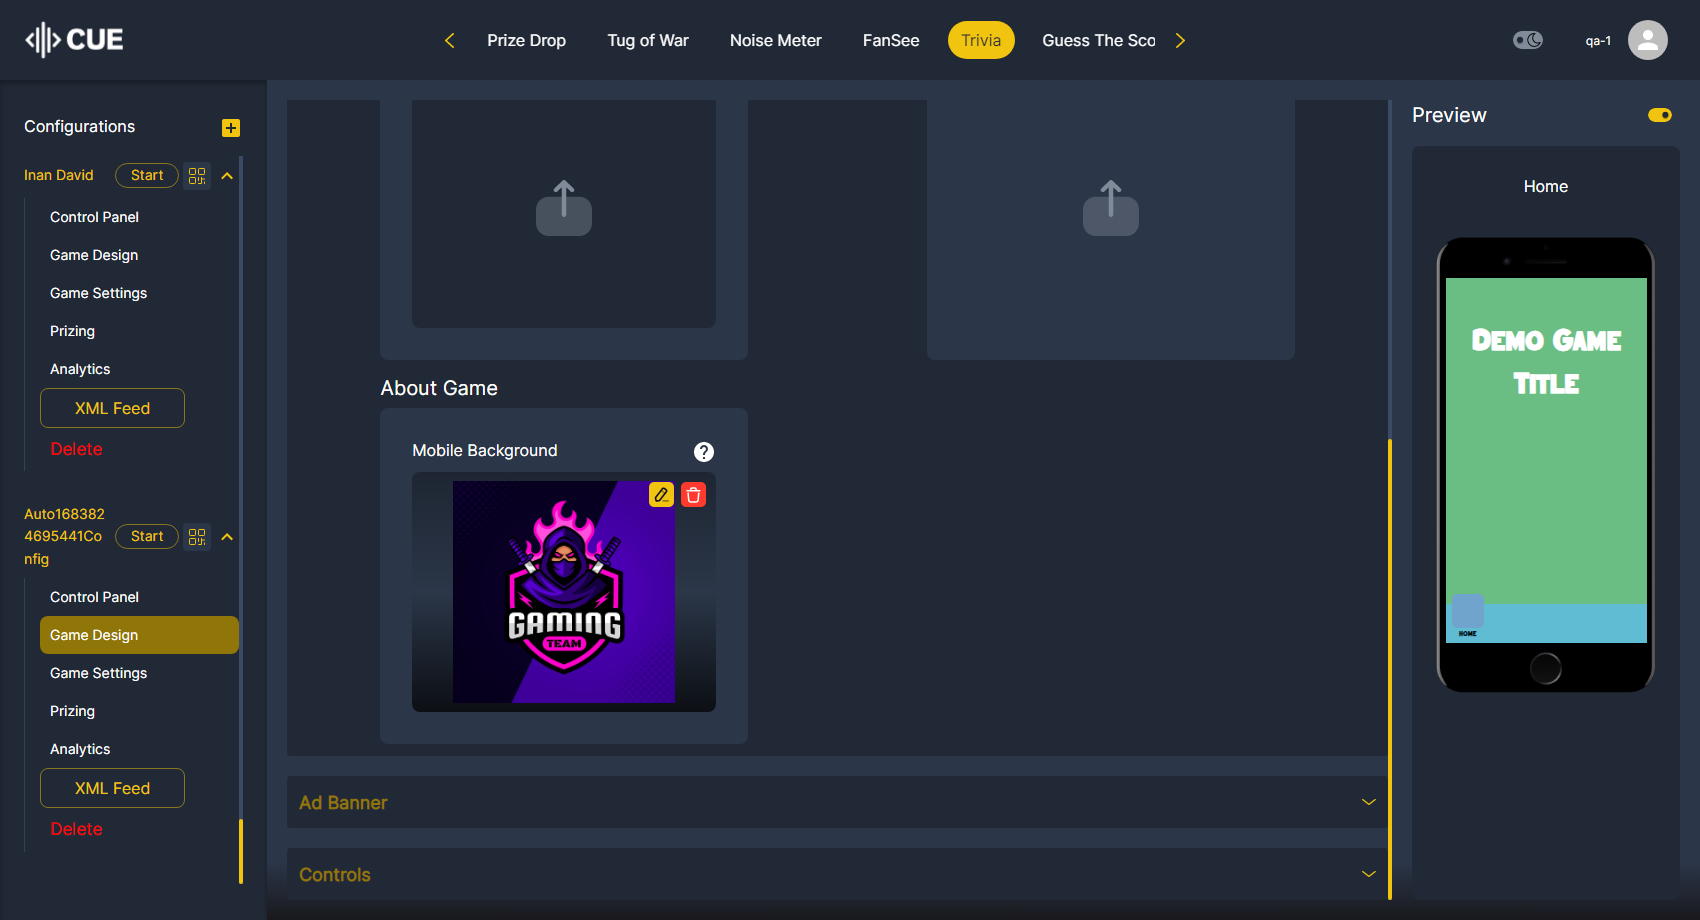 CUE
Prize Drop
Tug of War
Noise Meter
FanSee
Trivia
Guess The Sco
qa-1
Configurations
Inan David
Start
Control Panel
Game Design
Game Settings
Prizing
Analytics
XML Feed
Delete
Auto168382
4695441Co
nfig
Start
Control Panel
Game Design
Game Settings
Prizing
Analytics
XML Feed
Delete
About Game
Mobile Background
?
GAMING
TEAM
Ad Banner
Controls
Preview
Home
Demo Game
Title
HOME